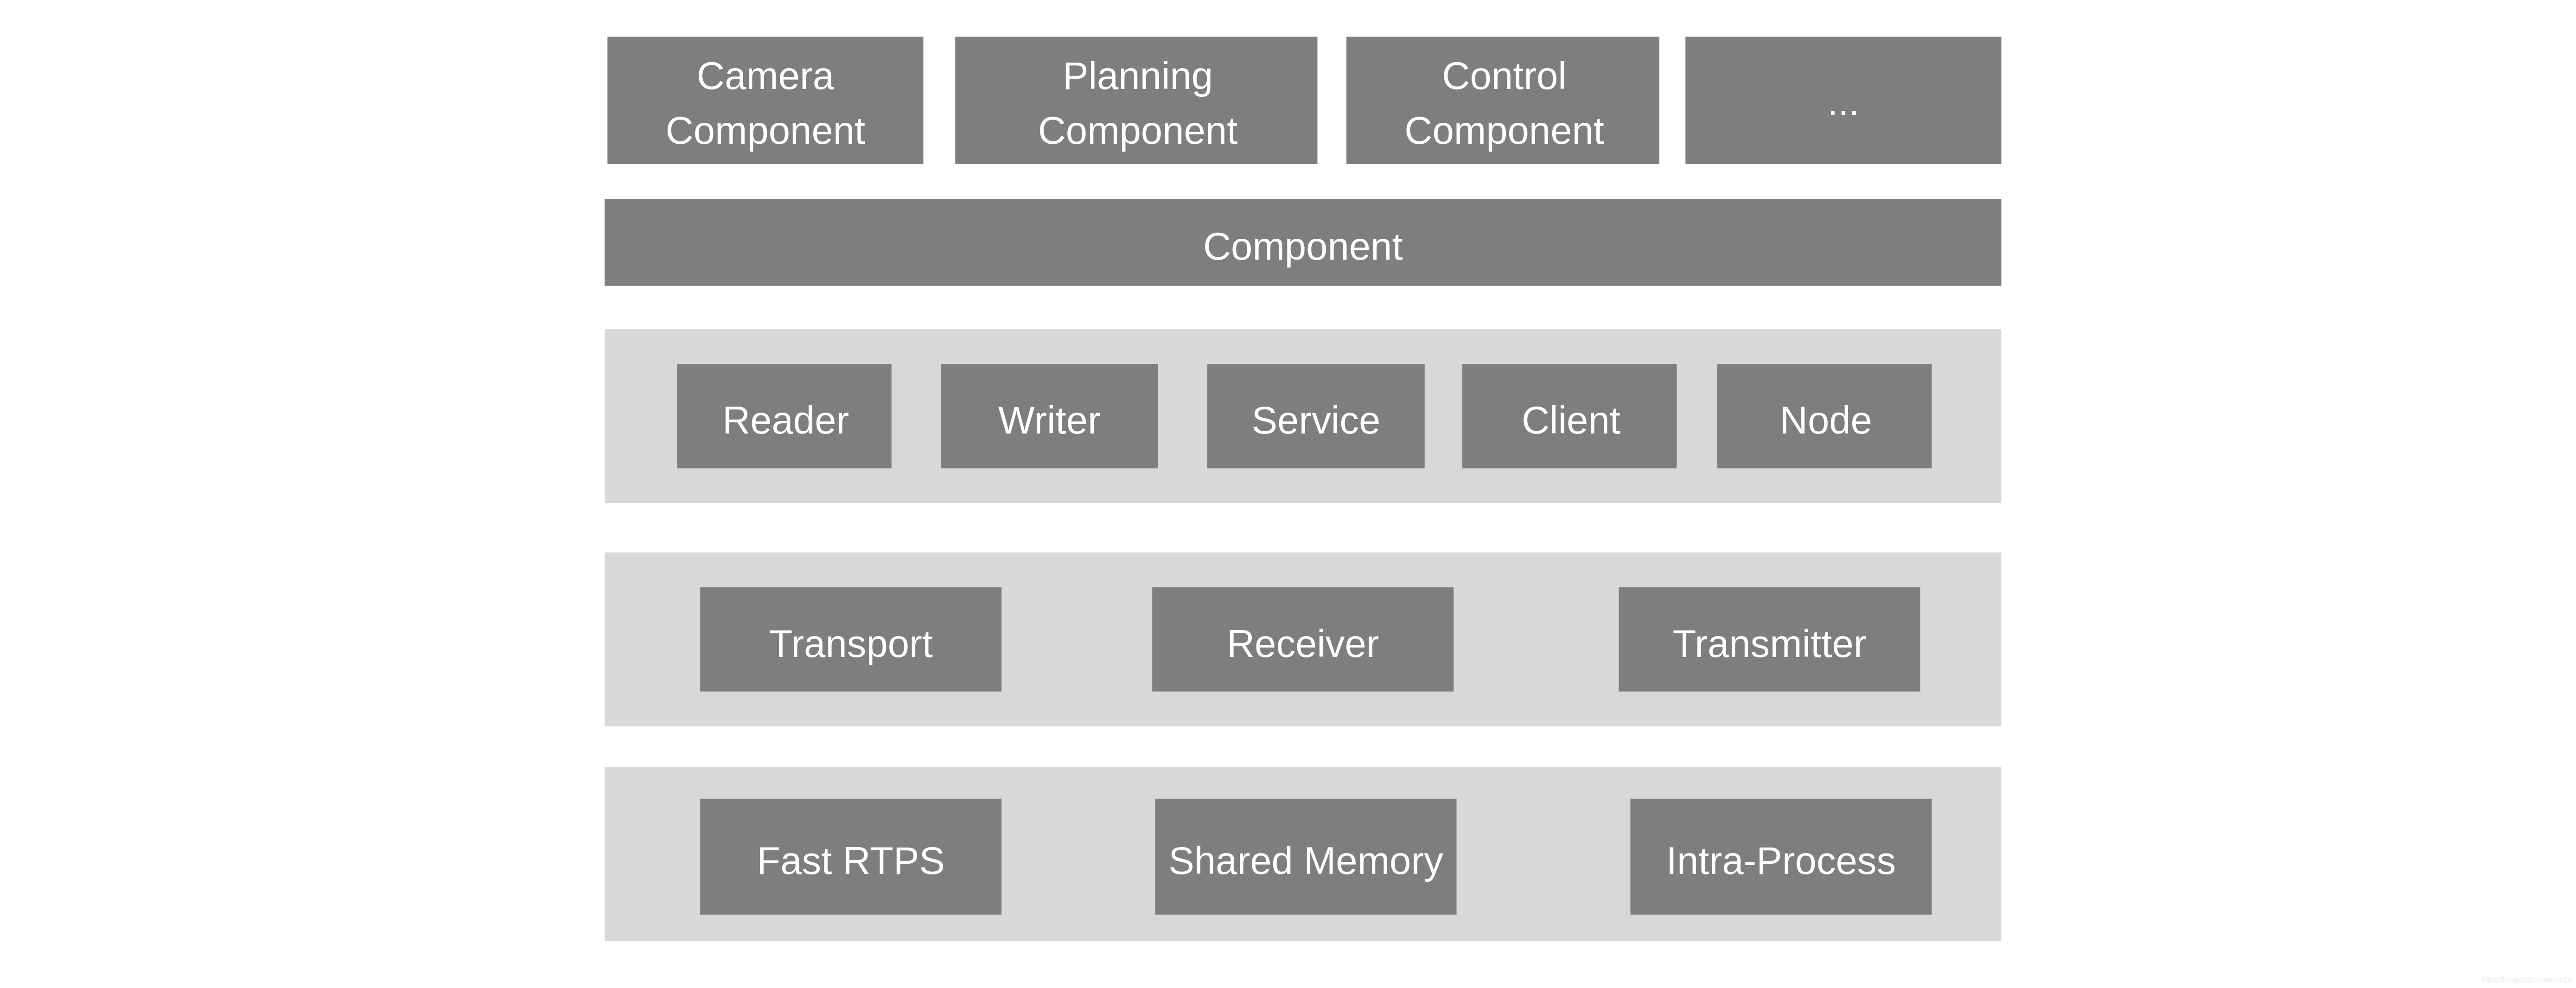 Camera
Component
Planning
Component
Control
Component
...
Component
Reader
Writer
Service
Client
Node
Transport
Receiver
Transmitter
Fast RTPS
Shared Memory
Intra-Process